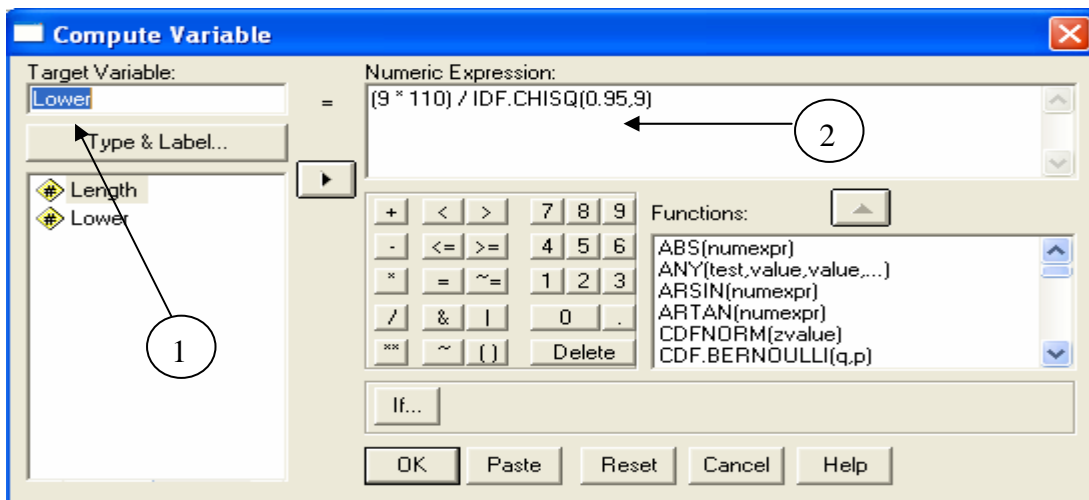 Compute Variable
Target Variable:
Lower
=
Type & Label...
Length
Lower
Numeric Expression:
(9 * 110) / IDF.CHISQ(0.95,9)
1
2
+ < > 7 8 9
- <= >= 4 5 6
* = ~= 1 2 3
/ & | 0 .
** ~ () Delete
Functions:
ABS(numexpr)
ANY(test,value,value,...)
ARSIN(numexpr)
ARTAN(numexpr)
CDFNORM(zvalue)
CDF.BERNOULLI(q,p)
If...
OK Paste Reset Cancel Help